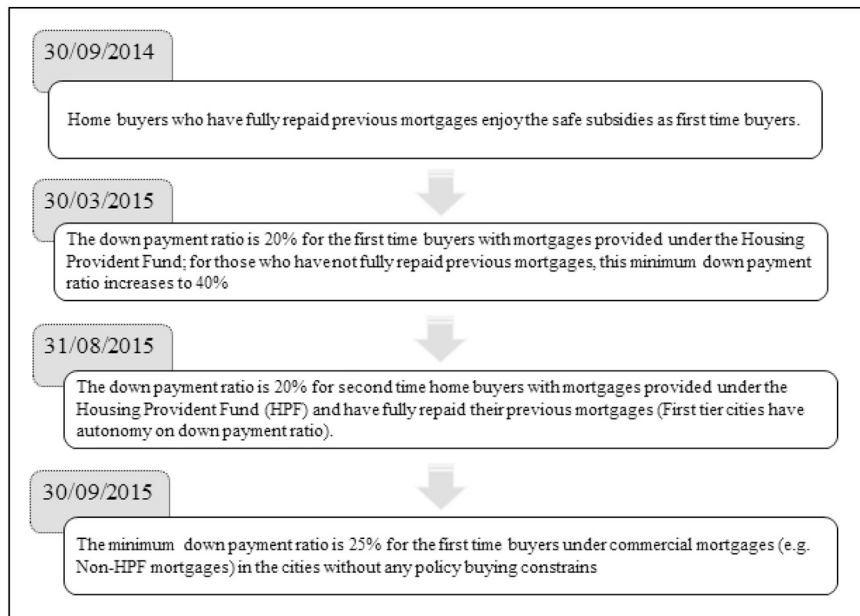 30/09/2014
Home buyers who have fully repaid previous mortgages enjoy the safe subsidies as first time buyers.
30/03/2015
The down payment ratio is 20% for the first time buyers with mortgages provided under the Housing
Provident Fund; for those who have not fully repaid previous mortgages, this minimum down payment
ratio increases to 40%
31/08/2015
The down payment ratio is 20% for second time home buyers with mortgages provided under the
Housing Provident Fund (HPF) and have fully repaid their previous mortgages (First tier cities have
autonomy on down payment ratio).
30/09/2015
The minimum down payment ratio is 25% for the first time buyers under commercial mortgages (e.g.
Non-HPF mortgages) in the cities without any policy buying constrains